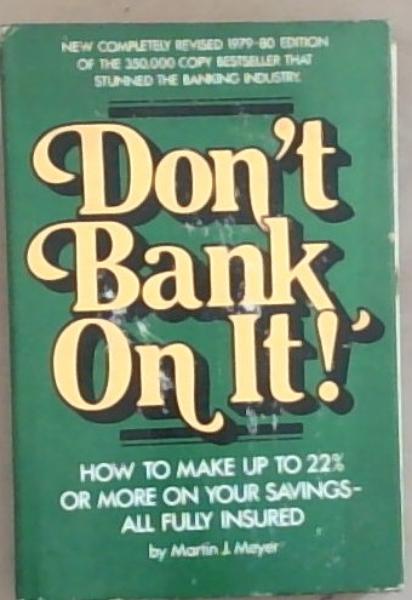 NEW COMPLETELY REVISED 1979-80 EDITION
OF THE 350,000 COPY BESTSELLER THAT
STUNNED THE BANKING INDUSTRY.
Don't
Bank
On It!
HOW TO MAKE UP TO 22%
OR MORE ON YOUR SAVINGS-
ALL FULLY INSURED
by Martin J. Meyer